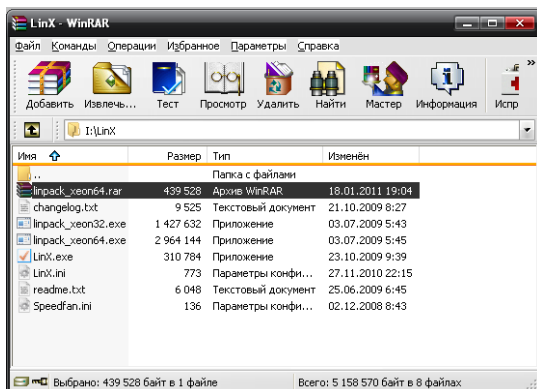 LinX - WinRAR
Файл Команды Операции Избранное Параметры Справка
Добавить Извлечь... Тест Просмотр Удалить Найти Мастер Информация Испр
I:\LinX
Имя Размер Тип Изменён
.. Папка с файлами
linpack_xeon64.rar 439 528 Архив WinRAR 18.01.2011 19:04
changelog.txt 9 525 Текстовый документ 21.10.2009 8:27
linpack_xeon32.exe 1 427 632 Приложение 03.07.2009 5:43
linpack_xeon64.exe 2 964 144 Приложение 03.07.2009 5:45
LinX.exe 310 784 Приложение 23.10.2009 9:39
LinX.ini 773 Параметры конфи... 27.11.2010 22:15
readme.txt 6 048 Текстовый документ 25.06.2009 6:45
Speedfan.ini 136 Параметры конфи... 02.12.2008 8:43
Выбрано: 439 528 байт в 1 файле Всего: 5 158 570 байт в 8 файлах